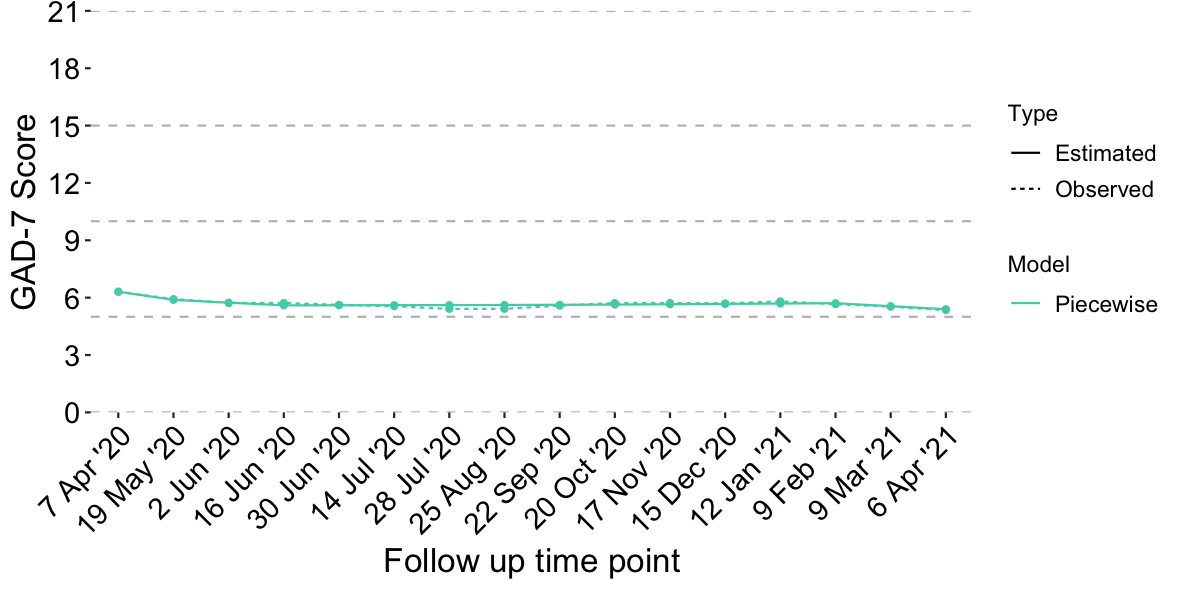 21
18
15
12
9
6
3
0
GAD-7 Score
7 Apr '20
19 May '20
2 Jun '20
16 Jun '20
30 Jun '20
14 Jul '20
28 Jul '20
25 Aug '20
22 Sep '20
20 Oct '20
17 Nov '20
15 Dec '20
12 Jan '21
9 Feb '21
9 Mar '21
6 Apr '21
Follow up time point
Type
Estimated
Observed
Model
Piecewise